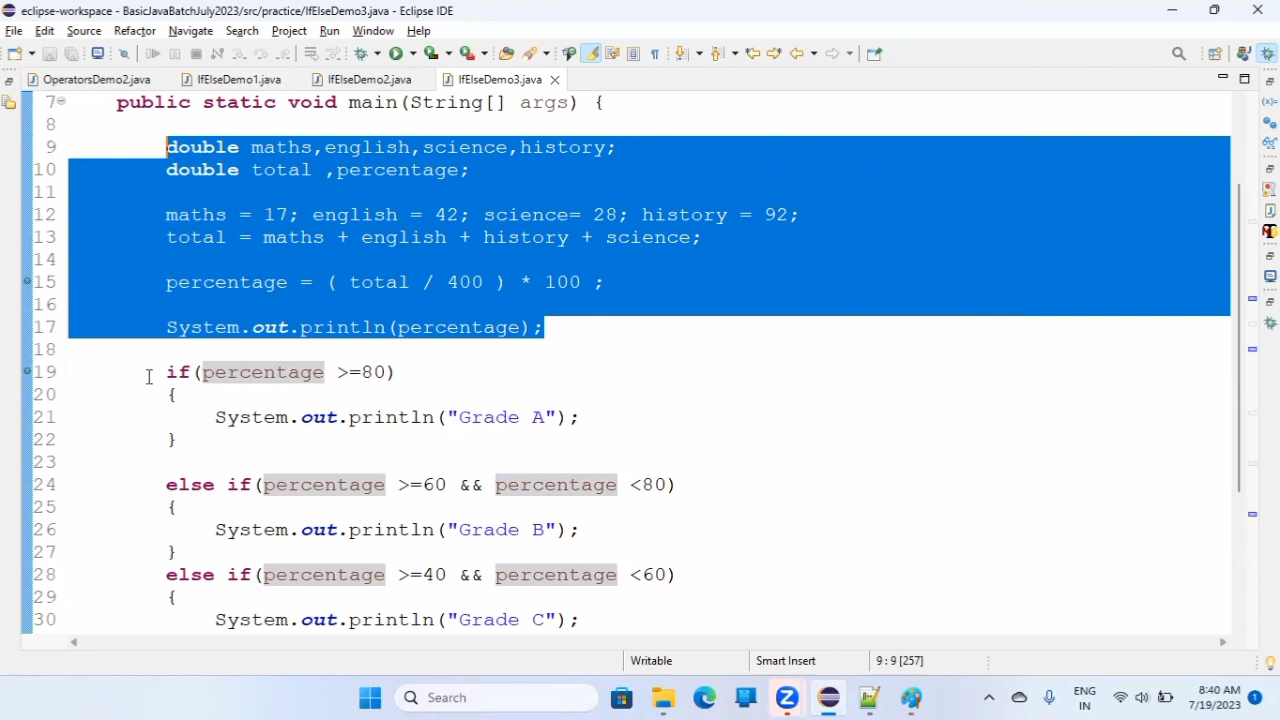 eclipse-workspace - BasicJavaBatchJuly2023/src/practice/IfElseDemo3.java - Eclipse IDE
File Edit Source Refactor Navigate Search Project Run Window Help
OperatorsDemo2.java IfElseDemo1.java IfElseDemo2.java IfElseDemo3.java
7 public static void main(String[] args) {
8
9 double maths,english,science,history;
10 double total ,percentage;
11
12 maths = 17; english = 42; science= 28; history = 92;
13 total = maths + english + history + science;
14
15 percentage = ( total / 400 ) * 100 ;
16
17 System.out.println(percentage);
18
19 if(percentage >=80)
20 {
21 System.out.println("Grade A");
22 }
23
24 else if(percentage >=60 && percentage <80)
25 {
26 System.out.println("Grade B");
27 }
28 else if(percentage >=40 && percentage <60)
29 {
30 System.out.println("Grade C");
Writable Smart Insert 9 : 9 [257]
Search ENG IN 8:40 AM 7/19/2023 1